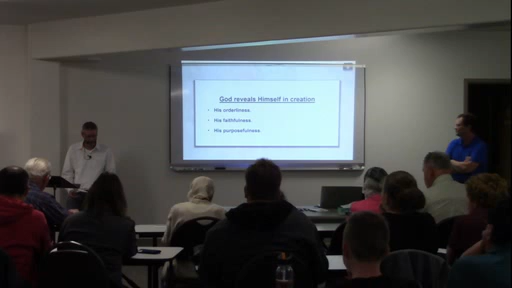 God reveals Himself in creation
• His orderliness.
• His faithfulness
• His purposefulness.